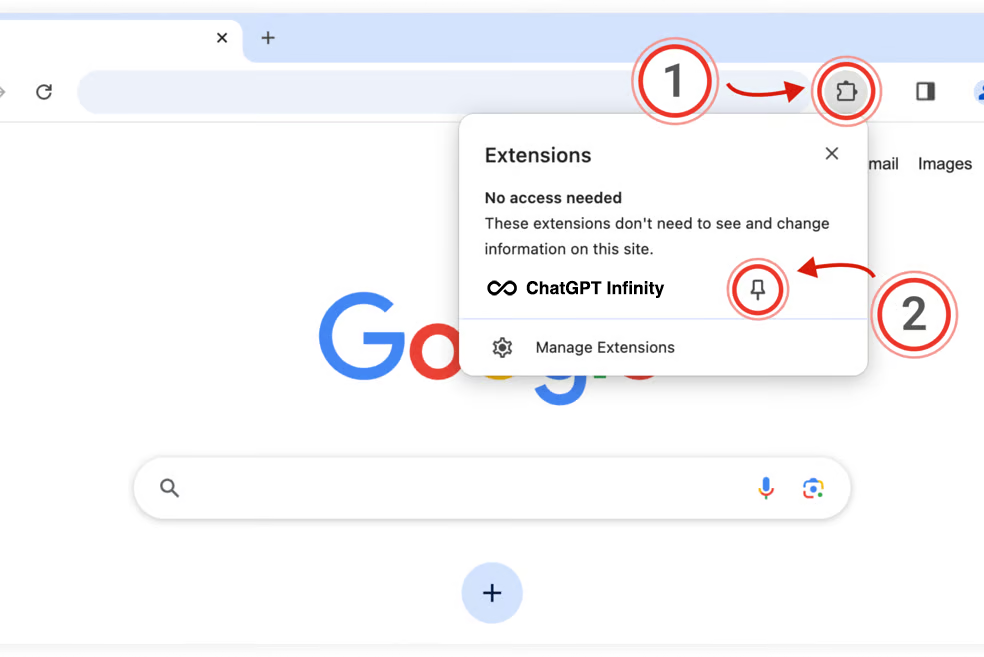 1
Extensions
mail Images
No access needed
These extensions don't need to see and change
information on this site.
ChatGPT Infinity
2
Manage Extensions
Google